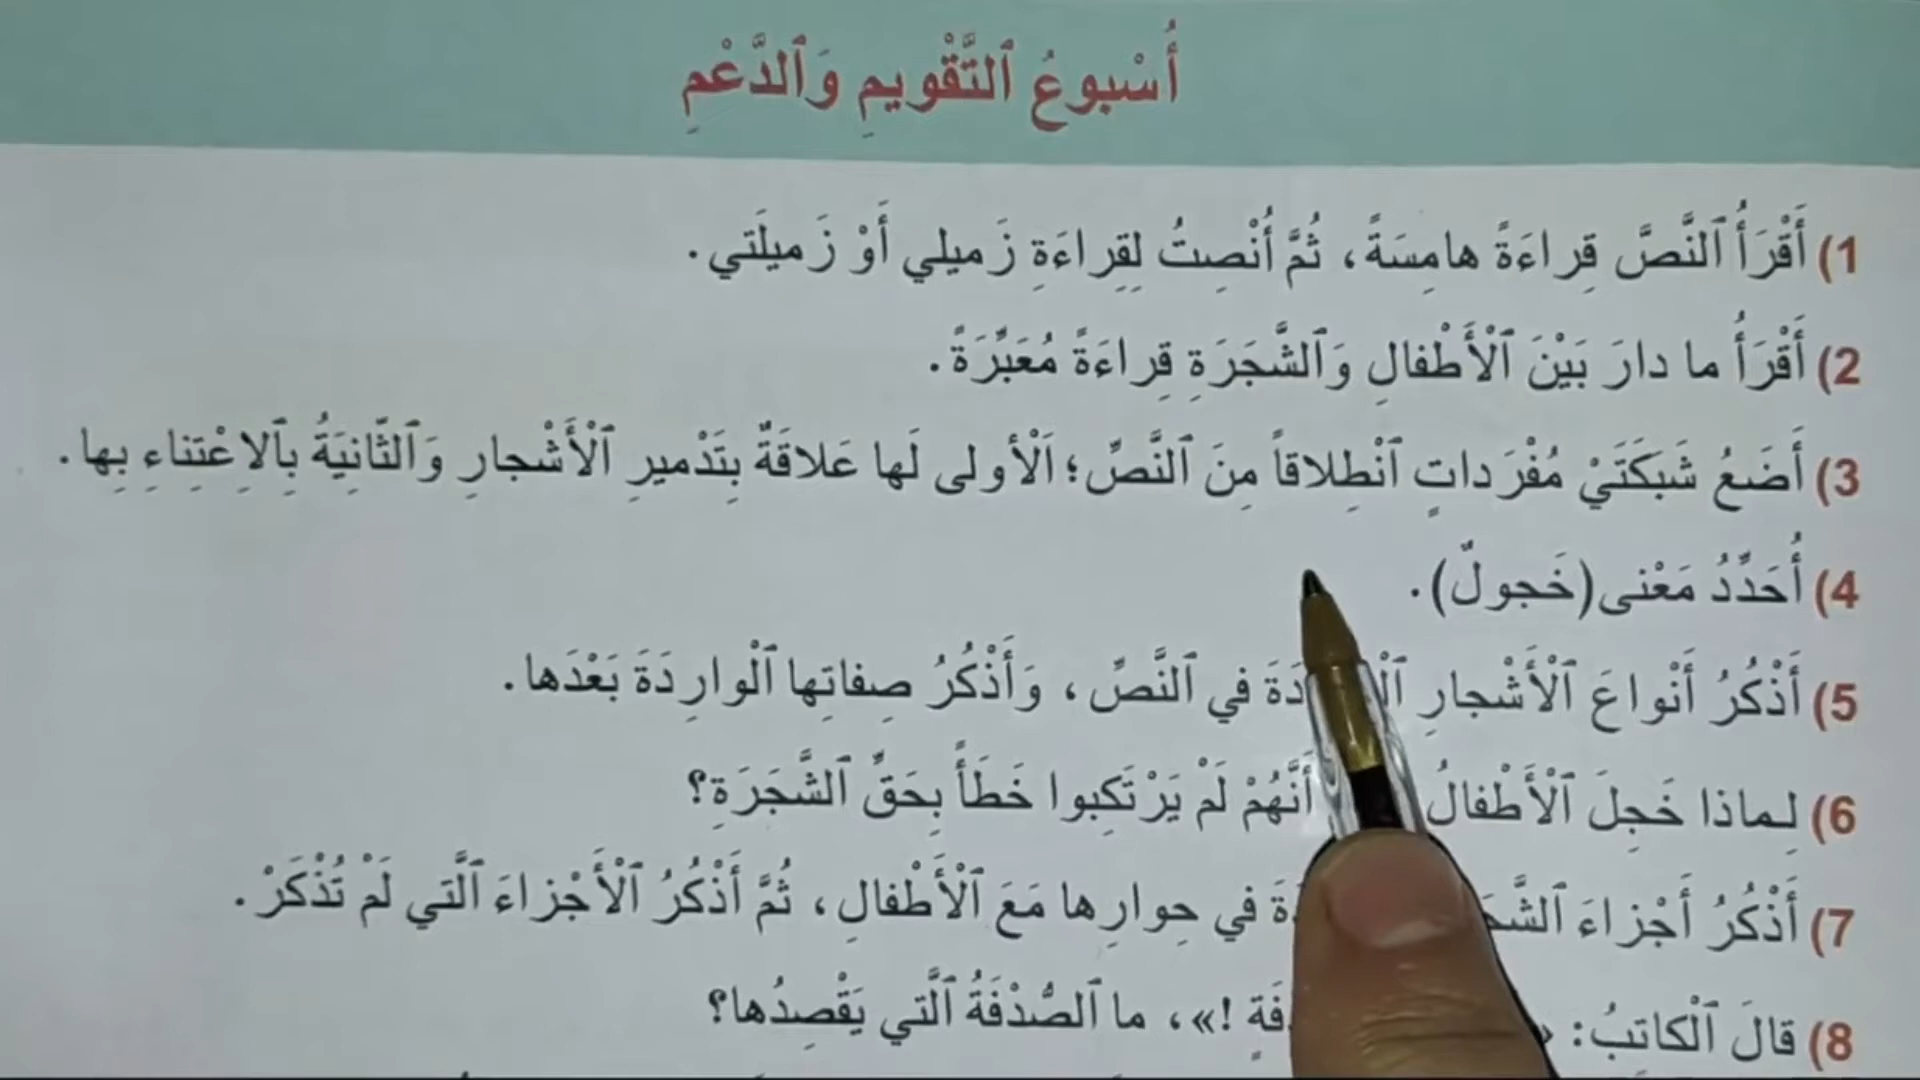 أُسْبوعُ ٱلتَّقْويمِ وَٱلدَّعْمِ
1) أَقْرَأُ ٱلنَّصَّ قِراءَةً هامِسَةً، ثُمَّ أُنْصِتُ لِقِراءَةِ زَميلي أَوْ زَميلَتي.
2) أَقْرَأُ ما دارَ بَيْنَ ٱلْأَطْفالِ وَٱلشَّجَرَةِ قِراءَةً مُعَبِّرَةً.
3) أَضَعُ شَبَكَتَيْ مُفْرَداتٍ ٱنْطِلاقاً مِنَ ٱلنَّصِّ؛ اَلْأولى لَها عَلاقَةٌ بِتَدْميرِ ٱلْأَشْجارِ وَٱلثّانِيَةُ بِٱلِاعْتِناءِ بِها.
4) أُحَدِّدُ مَعْنى (خَجولٌ).
5) أَذْكُرُ أَنْواعَ ٱلْأَشْجارِ في ٱلنَّصِّ، وَأَذْكُرُ صِفاتِها ٱلْوارِدَةَ بَعْدَها.
6) لِماذا خَجِلَ ٱلْأَطْفالُ أَنَّهُمْ لَمْ يَرْتَكِبوا خَطَأً بِحَقِّ ٱلشَّجَرَةِ؟
7) أَذْكُرُ أَجْزاءَ في حِوارِها مَعَ ٱلْأَطْفالِ، ثُمَّ أَذْكُرُ ٱلْأَجْزاءَ ٱلَّتي لَمْ تُذْكَرْ.
8) قالَ ٱلْكاتِبُ: « !»، ما ٱلصُّدْفَةُ ٱلَّتي يَقْصِدُها؟